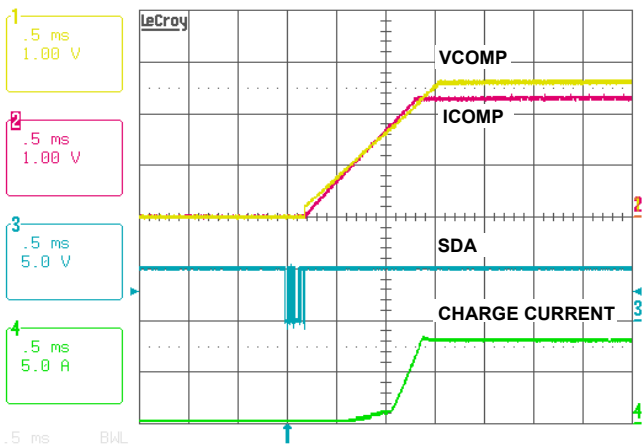 1
.5 ms
1.00 V
2
.5 ms
1.00 V
3
.5 ms
5.0 V
4
.5 ms
5.0 A
.5 ms BWL
LeCroy
VCOMP
ICOMP
2
SDA
3
CHARGE CURRENT
4